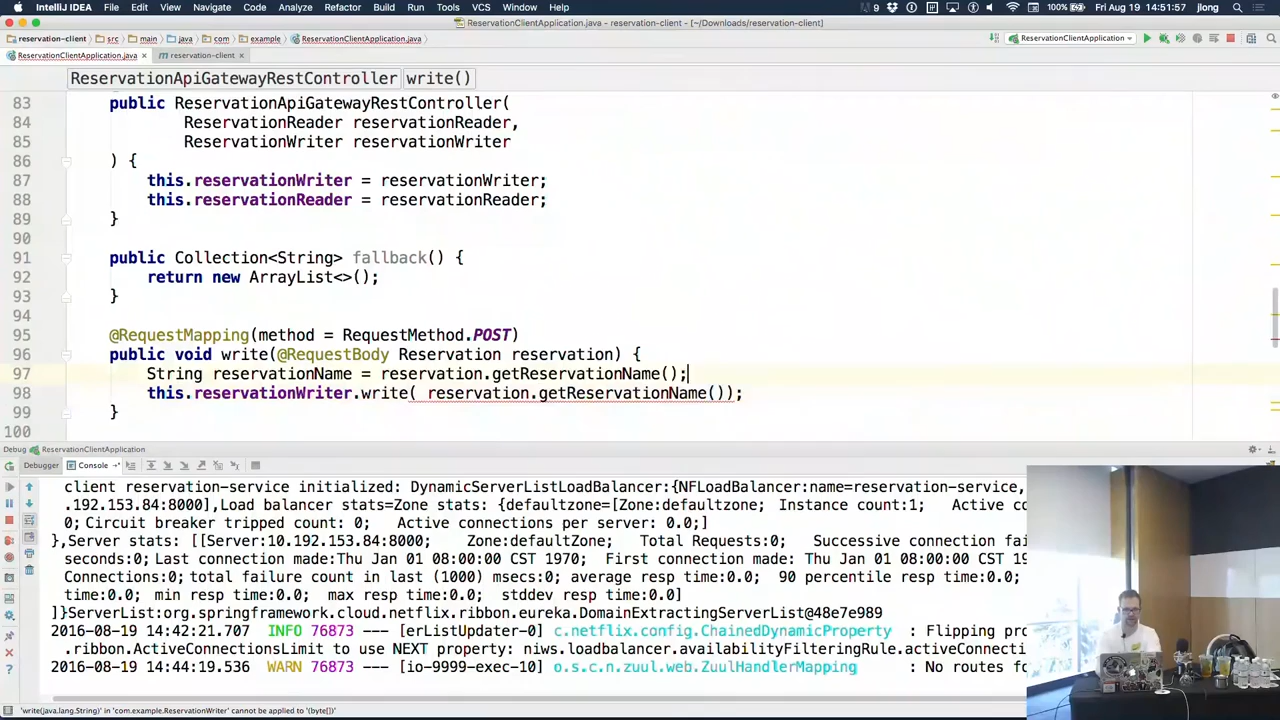 IntelliJ IDEA File Edit View Navigate Code Analyze Refactor Build Run Tools VCS Window Help 9 100% Fri Aug 19 14:51:57 jlong
ReservationClientApplication.java - reservation-client - [~/Downloads/reservation-client]
reservation-client src main java com example ReservationClientApplication.java ReservationClientApplication
ReservationClientApplication.java reservation-client
ReservationApiGatewayRestController write()
83 public ReservationApiGatewayRestController(
84 ReservationReader reservationReader,
85 ReservationWriter reservationWriter
86 ) {
87 this.reservationWriter = reservationWriter;
88 this.reservationReader = reservationReader;
89 }
90
91 public Collection<String> fallback() {
92 return new ArrayList<>();
93 }
94
95 @RequestMapping(method = RequestMethod.POST)
96 public void write(@RequestBody Reservation reservation) {
97 String reservationName = reservation.getReservationName();
98 this.reservationWriter.write( reservation.getReservationName());
99 }
100
Debug ReservationClientApplication
Debugger Console
client reservation-service initialized: DynamicServerListLoadBalancer:{NFLoadBalancer:name=reservation-service,
.192.153.84:8000],Load balancer stats=Zone stats: {defaultzone=[Zone:defaultzone; Instance count:1; Active co
0; Circuit breaker tripped count: 0; Active connections per server: 0.0;]
},Server stats: [[Server:10.192.153.84:8000; Zone:defaultZone; Total Requests:0; Successive connection fai
seconds:0; Last connection made:Thu Jan 01 08:00:00 CST 1970; First connection made: Thu Jan 01 08:00:00 CST 19
Connections:0; total failure count in last (1000) msecs:0; average resp time:0.0; 90 percentile resp time:0.0;
time:0.0; min resp time:0.0; max resp time:0.0; stddev resp time:0.0]
]}ServerList:org.springframework.cloud.netflix.ribbon.eureka.DomainExtractingServerList@48e7e989
2016-08-19 14:42:21.707 INFO 76873 --- [erListUpdater-0] c.netflix.config.ChainedDynamicProperty : Flipping pro
.ribbon.ActiveConnectionsLimit to use NEXT property: niws.loadbalancer.availabilityFilteringRule.activeConnecti
2016-08-19 14:44:19.536 WARN 76873 --- [io-9999-exec-10] o.s.c.n.zuul.web.ZuulHandlerMapping : No routes fo
'write(java.lang.String)' in 'com.example.ReservationWriter' cannot be applied to '(byte[])'